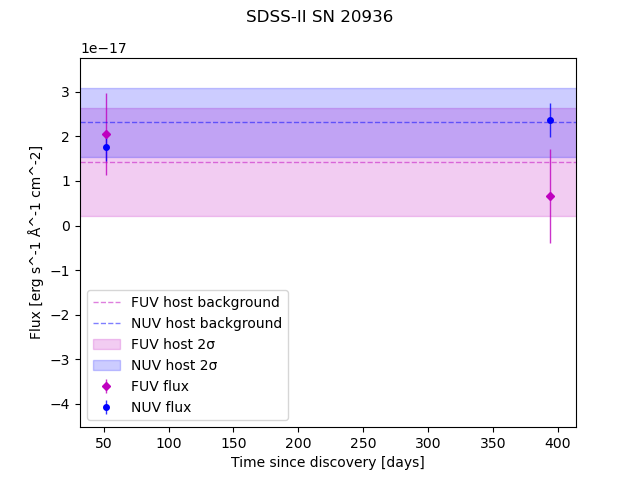 SDSS-II SN 20936
1e−17
3
2
1
0
−1
−2
−3
−4
Flux [erg s^-1 Å^-1 cm^-2]
FUV host background
NUV host background
FUV host 2σ
NUV host 2σ
FUV flux
NUV flux
50 100 150 200 250 300 350 400
Time since discovery [days]